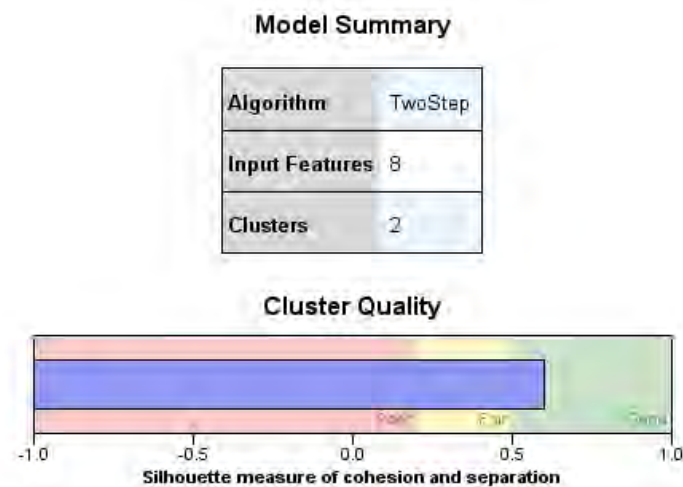 Model Summary
Algorithm TwoStep
Input Features 8
Clusters 2
Cluster Quality
Poor Fair Good
-1.0 -0.5 0.0 0.5 1.0
Silhouette measure of cohesion and separation